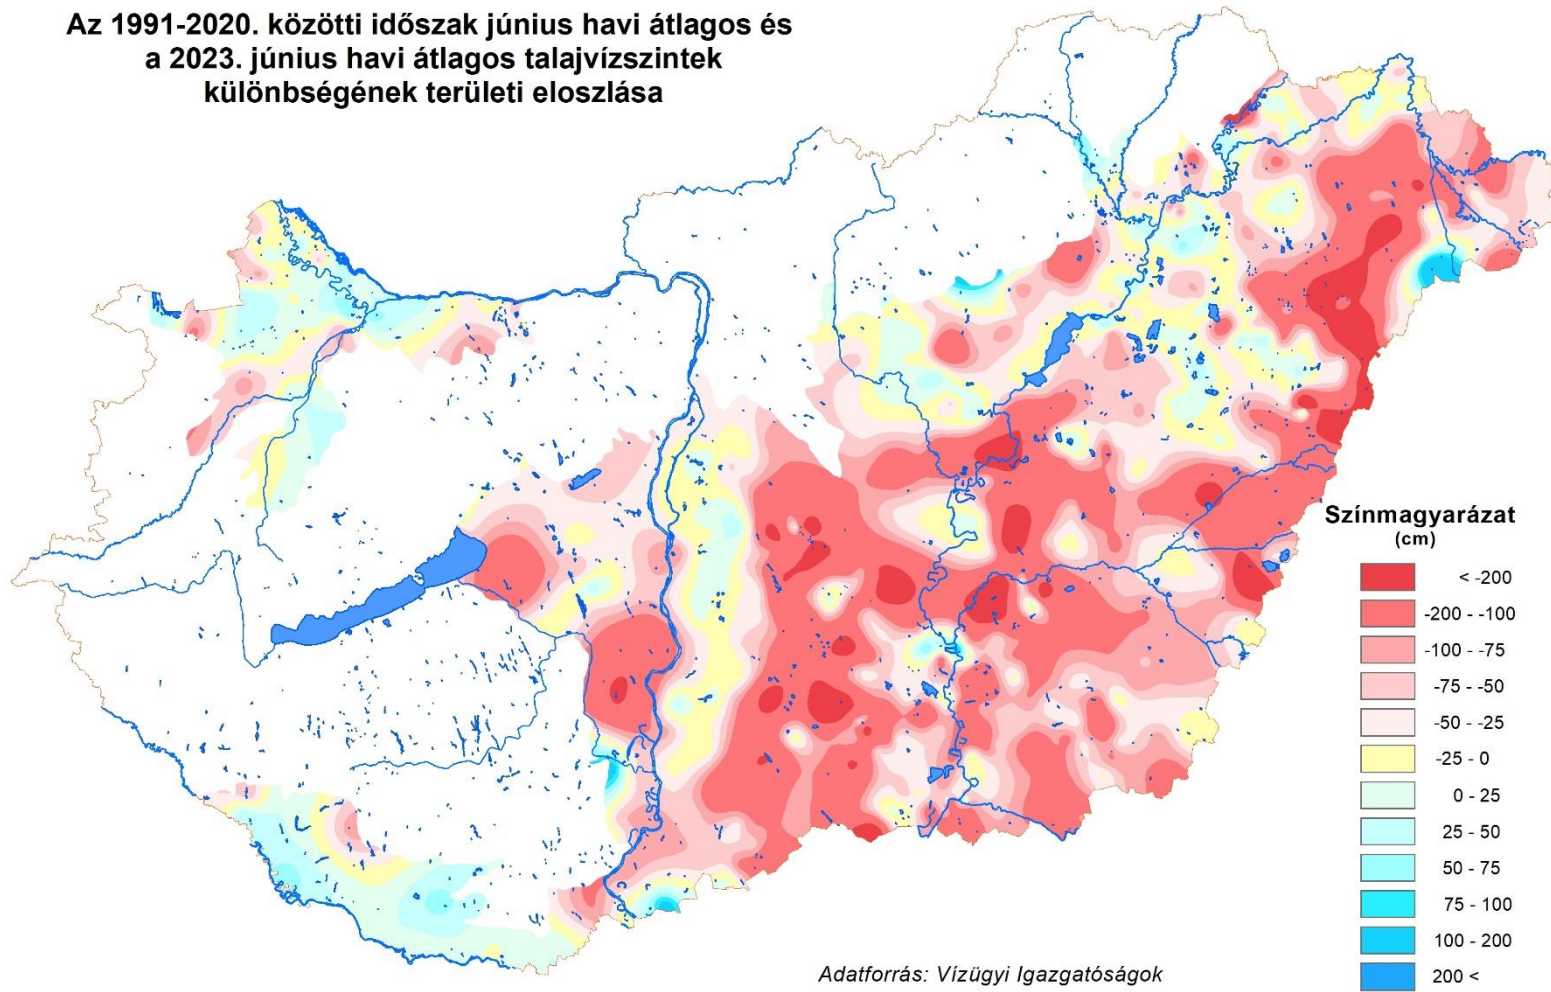 Az 1991-2020. közötti időszak június havi átlagos és
a 2023. június havi átlagos talajvízszintek
különbségének területi eloszlása
Színmagyarázat
(cm)
< -200
-200 - -100
-100 - -75
-75 - -50
-50 - -25
-25 - 0
0 - 25
25 - 50
50 - 75
75 - 100
100 - 200
200 <
Adatforrás: Vízügyi Igazgatóságok